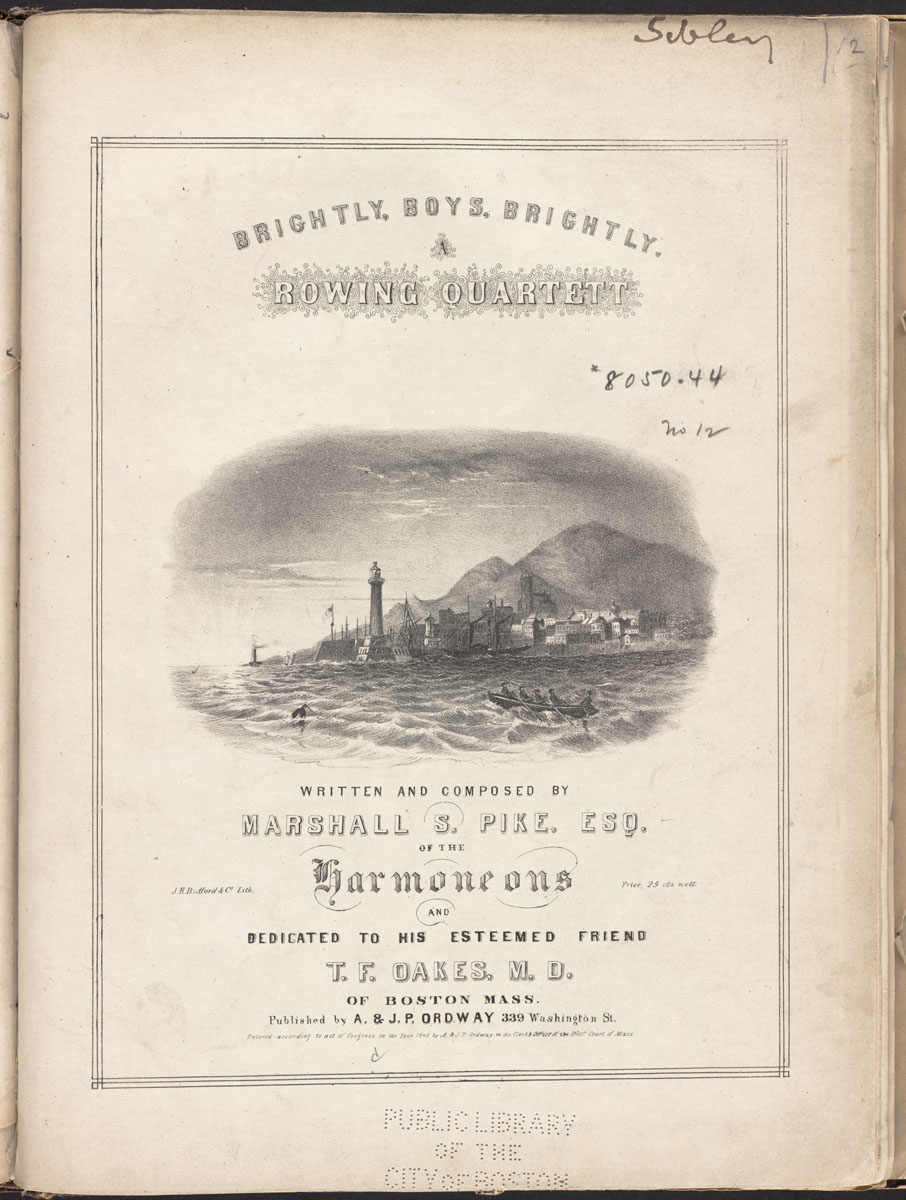 Sibley
12
BRIGHTLY, BOYS, BRIGHTLY.
A
ROWING QUARTETT
*8050.44
No 12
WRITTEN AND COMPOSED BY
MARSHALL S. PIKE, ESQ.
OF THE
Harmoneons
J.H. Bufford & Co. Lith.
Price, 25 cts. nett.
AND
DEDICATED TO HIS ESTEEMED FRIEND
T. F. OAKES, M. D.
OF BOSTON MASS.
Published by A. & J. P. ORDWAY 339 Washington St.
Entered according to act of Congress in the Year by A. & J. P. Ordway in the Clerk's Office of the Dist. Court of Mass.
PUBLIC LIBRARY
OF THE
CITY OF BOSTON